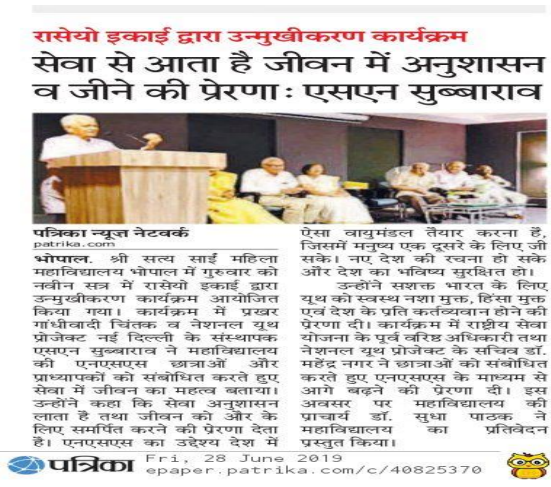 रासेयो इकाई द्वारा उन्मुखीकरण कार्यक्रम
सेवा से आता है जीवन में अनुशासन
व जीने की प्रेरणा: एसएन सुब्बाराव
पत्रिका न्यूज नेटवर्क
patrika.com
भोपाल. श्री सत्य साईं महिला
महाविद्यालय भोपाल में गुरुवार को
नवीन सत्र में रासेयो इकाई द्वारा
उन्मुखीकरण कार्यक्रम आयोजित
किया गया। कार्यक्रम में प्रखर
गांधीवादी चिंतक व नेशनल यूथ
प्रोजेक्ट नई दिल्ली के संस्थापक
एसएन सुब्बाराव ने महाविद्यालय
की एनएसएस छात्राओं और
प्राध्यापकों को संबोधित करते हुए
सेवा में जीवन का महत्व बताया।
उन्होंने कहा कि सेवा अनुशासन
लाता है तथा जीवन को और के
लिए समर्पित करने की प्रेरणा देता
है। एनएसएस का उद्देश्य देश में
ऐसा वायुमंडल तैयार करना है,
जिसमें मनुष्य एक दूसरे के लिए जी
सके। नए देश की रचना हो सके
और देश का भविष्य सुरक्षित हो।
उन्होंने सशक्त भारत के लिए
यूथ को स्वस्थ नशा मुक्त, हिंसा मुक्त
एवं देश के प्रति कर्तव्यवान होने की
प्रेरणा दी। कार्यक्रम में राष्ट्रीय सेवा
योजना के पूर्व वरिष्ठ अधिकारी तथा
नेशनल यूथ प्रोजेक्ट के सचिव डॉ.
महेंद्र नागर ने छात्राओं को संबोधित
करते हुए एनएसएस के माध्यम से
आगे बढ़ने की प्रेरणा दी। इस
अवसर पर महाविद्यालय की
प्राचार्य डॉ. सुधा पाठक ने
महाविद्यालय का प्रतिवेदन
प्रस्तुत किया।
पत्रिका
Fri, 28 June 2019
epaper.patrika.com/c/40825370